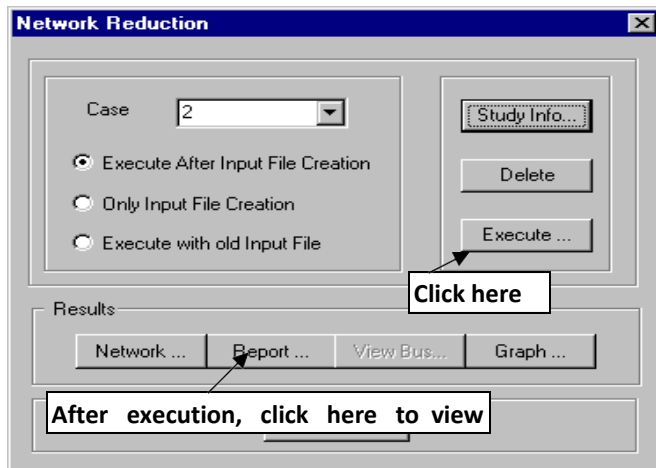 Network Reduction
Case 2
Execute After Input File Creation
Only Input File Creation
Execute with old Input File
Study Info...
Delete
Execute ...
Click here
Results
Network ... Report ... View Bus... Graph ...
After execution, click here to view